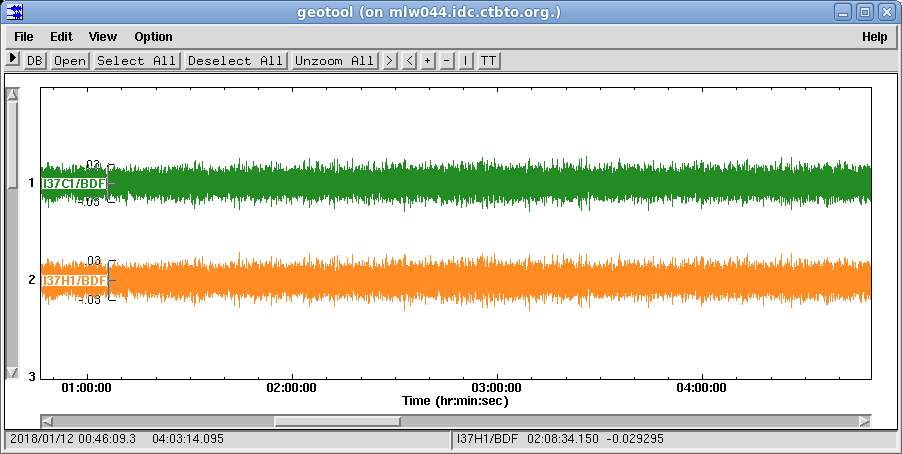 geotool (on mlw044.idc.ctbto.org.)
File Edit View Option Help
DB Open Select All Deselect All Unzoom All > < + - | TT
.03
1 I37C1/BDF
-.03
.03
2 I37H1/BDF
-.03
3
01:00:00 02:00:00 03:00:00 04:00:00
Time (hr:min:sec)
2018/01/12 00:46:09.3 04:03:14.095 I37H1/BDF 02:08:34.150 -0.029295